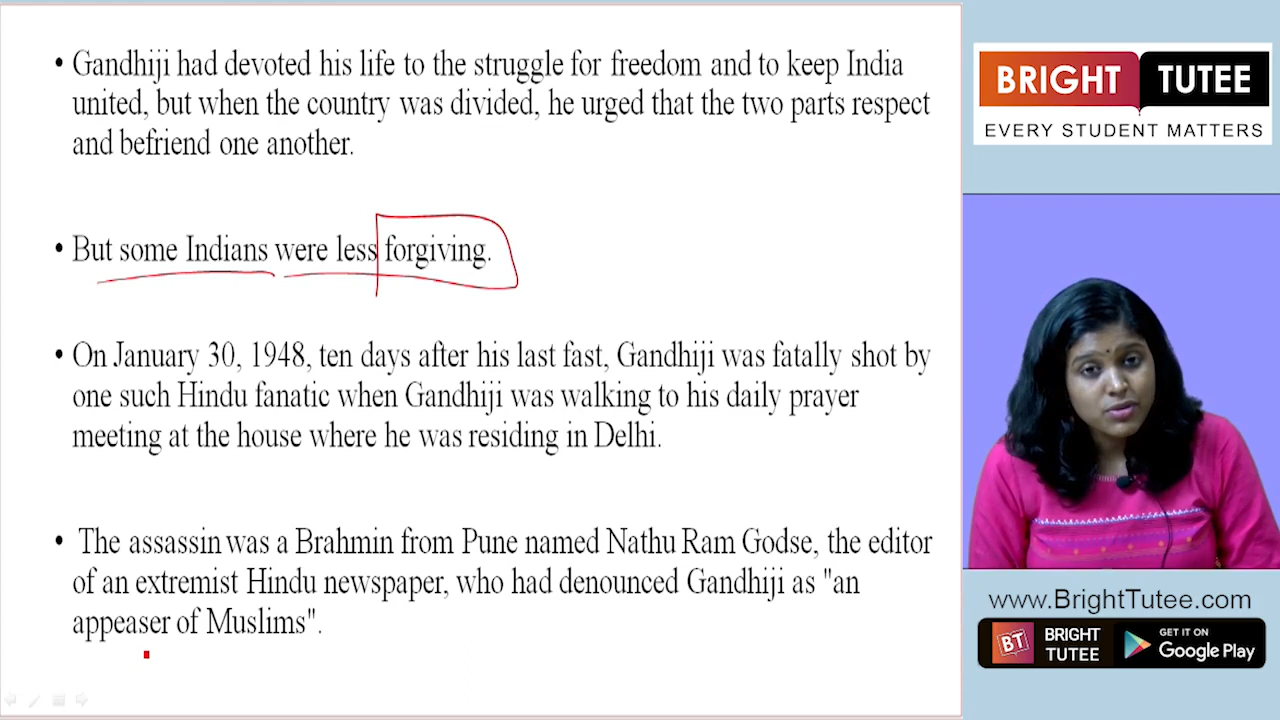 • Gandhiji had devoted his life to the struggle for freedom and to keep India
united, but when the country was divided, he urged that the two parts respect
and befriend one another.
• But some Indians were less forgiving.
• On January 30, 1948, ten days after his last fast, Gandhiji was fatally shot by
one such Hindu fanatic when Gandhiji was walking to his daily prayer
meeting at the house where he was residing in Delhi.
• The assassin was a Brahmin from Pune named Nathu Ram Godse, the editor
of an extremist Hindu newspaper, who had denounced Gandhiji as "an
appeaser of Muslims".
BRIGHT TUTEE
EVERY STUDENT MATTERS
www.BrightTutee.com
BT
BRIGHT
TUTEE
GET IT ON
Google Play